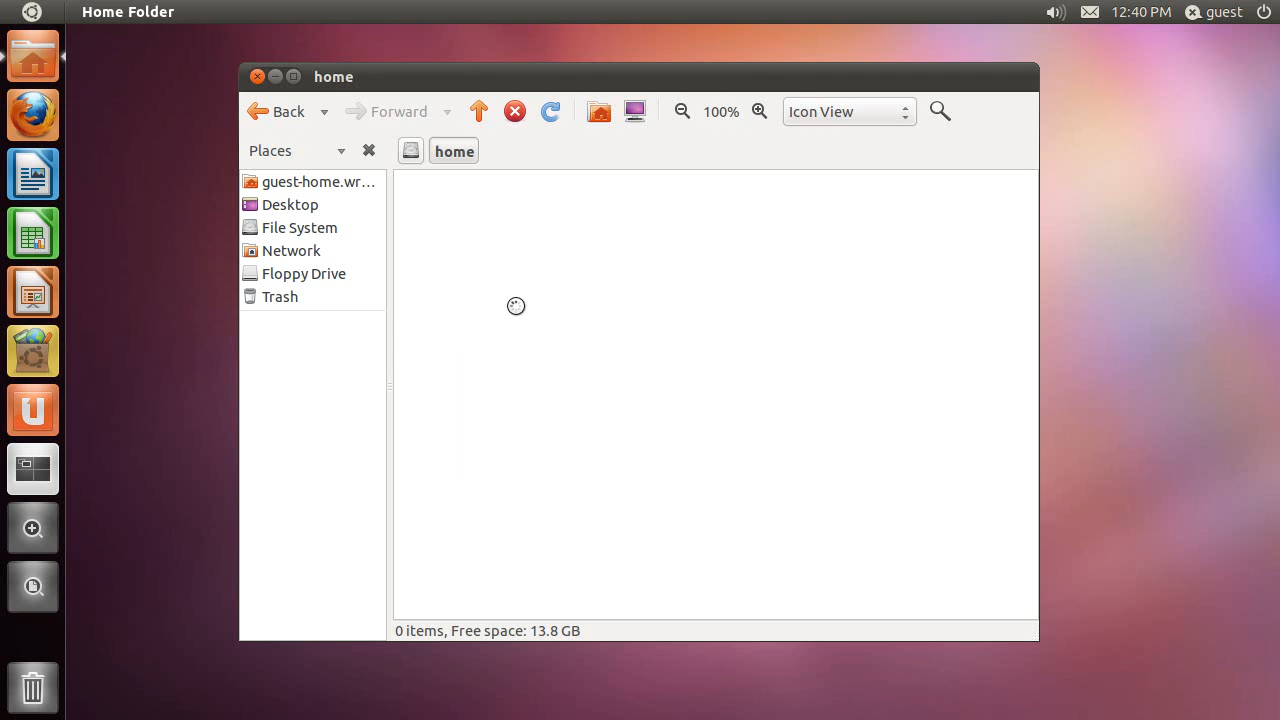 Home Folder
12:40 PM
guest
home
Back
Forward
100%
Icon View
Places
home
guest-home.wr...
Desktop
File System
Network
Floppy Drive
Trash
0 items, Free space: 13.8 GB